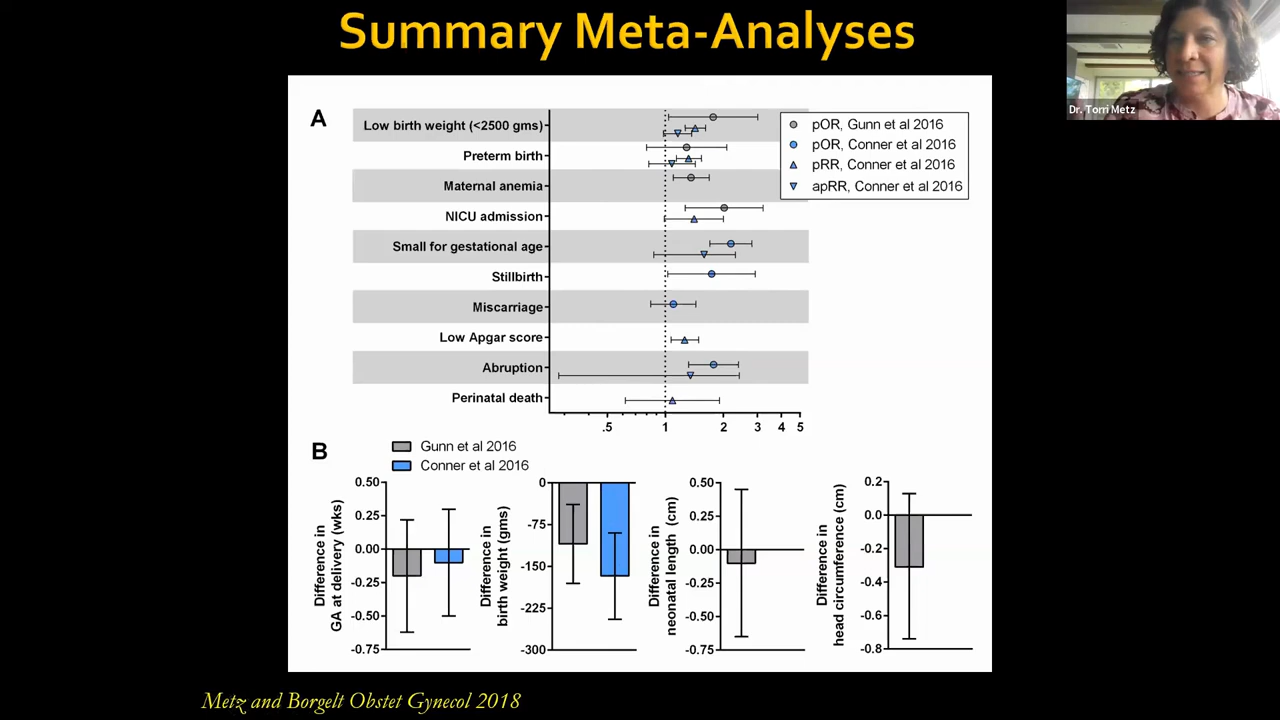 Summary Meta-Analyses
Dr. Torri Metz
A
Low birth weight (<2500 gms)
Preterm birth
Maternal anemia
NICU admission
Small for gestational age
Stillbirth
Miscarriage
Low Apgar score
Abruption
Perinatal death
pOR, Gunn et al 2016
pOR, Conner et al 2016
pRR, Conner et al 2016
apRR, Conner et al 2016
.5 1 2 3 4 5
B
Gunn et al 2016
Conner et al 2016
Difference in
GA at delivery (wks)
0.50
0.25
0.00
-0.25
-0.50
-0.75
Difference in
birth weight (gms)
0
-75
-150
-225
-300
Difference in
neonatal length (cm)
0.50
0.25
0.00
-0.25
-0.50
-0.75
Difference in
head circumference (cm)
0.2
0.0
-0.2
-0.4
-0.6
-0.8
Metz and Borgelt Obstet Gynecol 2018